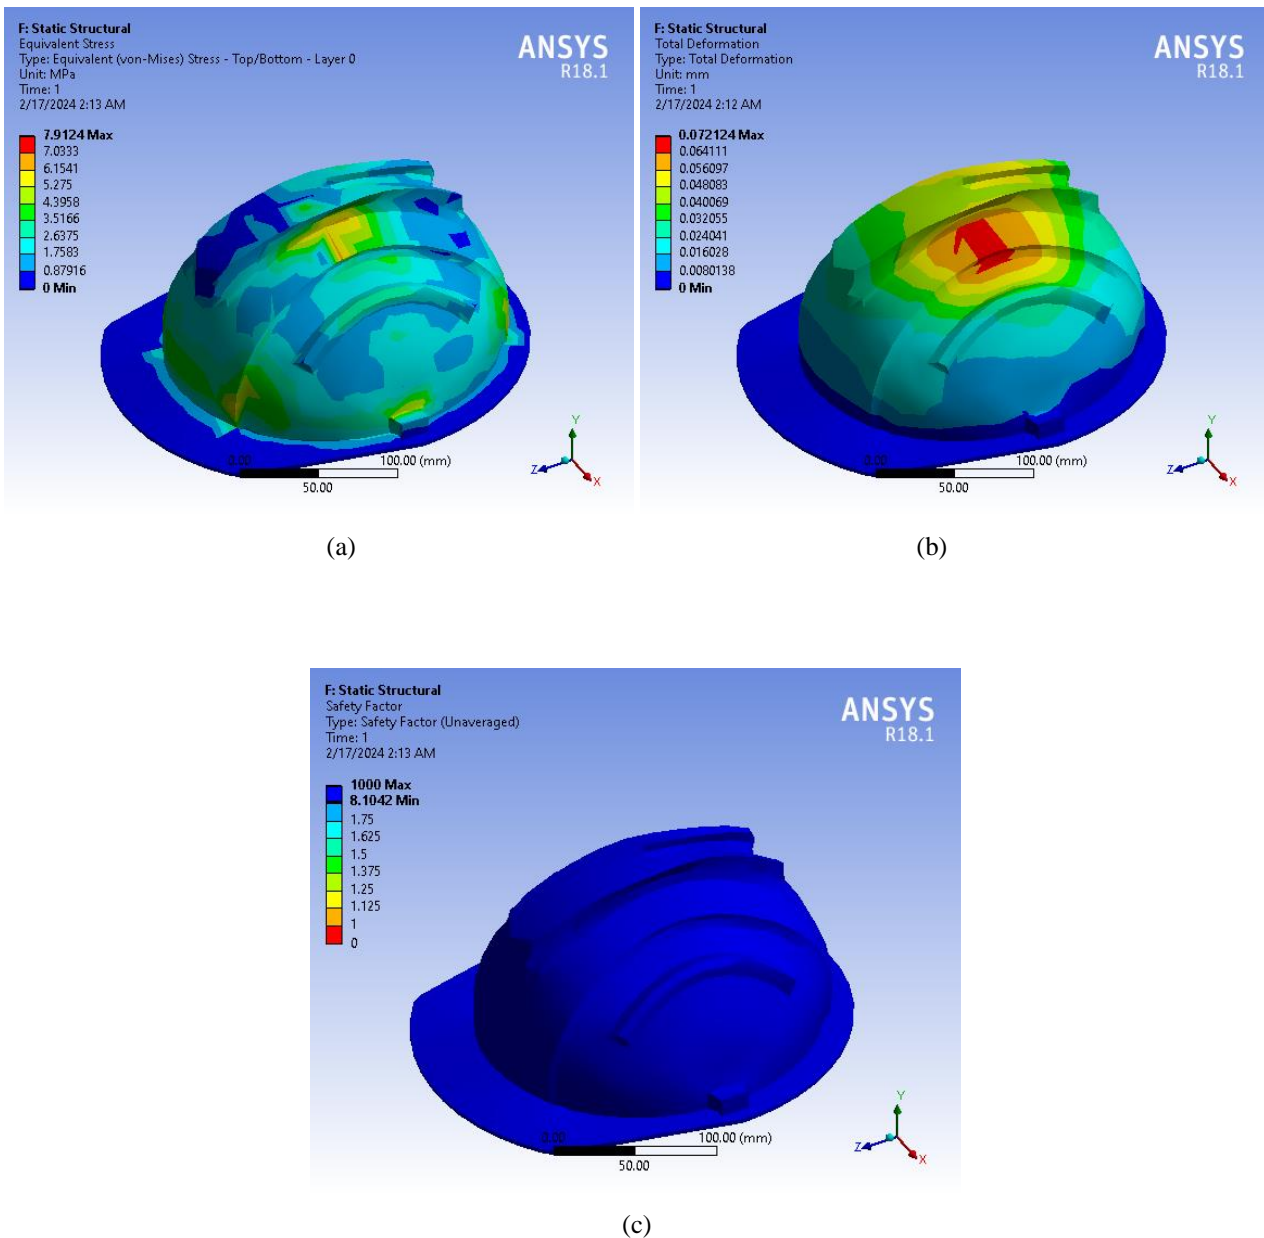 F: Static Structural
Equivalent Stress
Type: Equivalent (von-Mises) Stress - Top/Bottom - Layer 0
Unit: MPa
Time: 1
2/17/2024 2:13 AM
ANSYS
R18.1
7.9124 Max
7.0333
6.1541
5.275
4.3958
3.5166
2.6375
1.7583
0.87916
0 Min
0.00
100.00 (mm)
50.00
Y
Z
X
(a)
F: Static Structural
Total Deformation
Type: Total Deformation
Unit: mm
Time: 1
2/17/2024 2:12 AM
ANSYS
R18.1
0.072124 Max
0.064111
0.056097
0.048083
0.040069
0.032055
0.024041
0.016028
0.0080138
0 Min
0.00
100.00 (mm)
50.00
Y
Z
X
(b)
F: Static Structural
Safety Factor
Type: Safety Factor (Unaveraged)
Time: 1
2/17/2024 2:13 AM
ANSYS
R18.1
1000 Max
8.1042 Min
1.75
1.625
1.5
1.375
1.25
1.125
1
0
0.00
100.00 (mm)
50.00
Y
Z
X
(c)